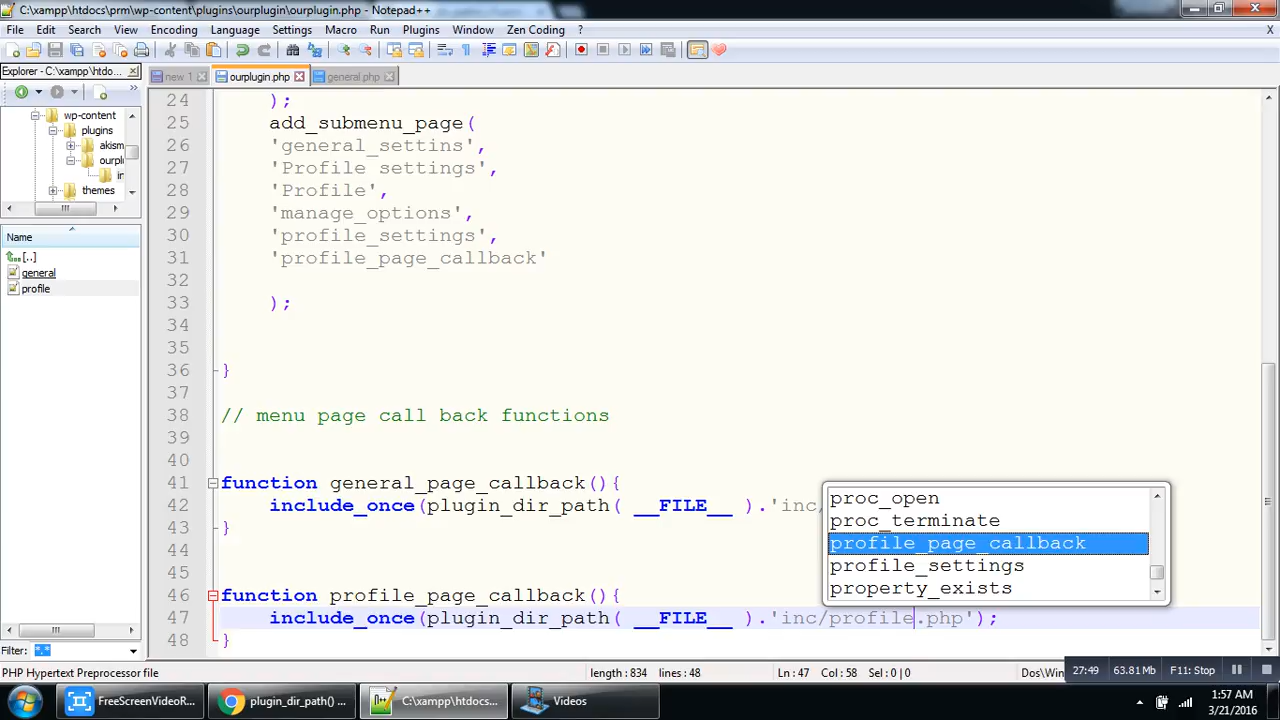 C:\xampp\htdocs\prm\wp-content\plugins\ourplugin\ourplugin.php - Notepad++
File Edit Search View Encoding Language Settings Macro Run Plugins Window Zen Coding ? X
Explorer - C:\xampp\htdo...
new 1 ourplugin.php general.php
wp-content
plugins
akism
ourpl
in
themes
Name
[..]
general
profile
Filter:
24 );
25 add_submenu_page(
26 'general_settins',
27 'Profile settings',
28 'Profile',
29 'manage_options',
30 'profile_settings',
31 'profile_page_callback'
32
33 );
34
35
36 }
37
38 // menu page call back functions
39
40
41 function general_page_callback(){
42 include_once(plugin_dir_path( __FILE__ ).'inc/
43 }
44
45
46 function profile_page_callback(){
47 include_once(plugin_dir_path( __FILE__ ).'inc/profile.php');
48 }
proc_open
proc_terminate
profile_page_callback
profile_settings
property_exists
PHP Hypertext Preprocessor file length : 834 lines : 48 Ln : 47 Col : 58 Sel : 0 | 0 Dos\Win
27:49 63.81 Mb F11: Stop
FreeScreenVideoR... plugin_dir_path() ... C:\xampp\htdocs... Videos
1:57 AM
3/21/2016